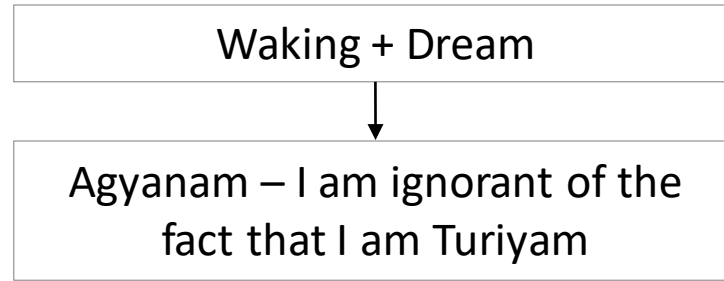 Waking + Dream
Agyanam – I am ignorant of the
fact that I am Turiyam